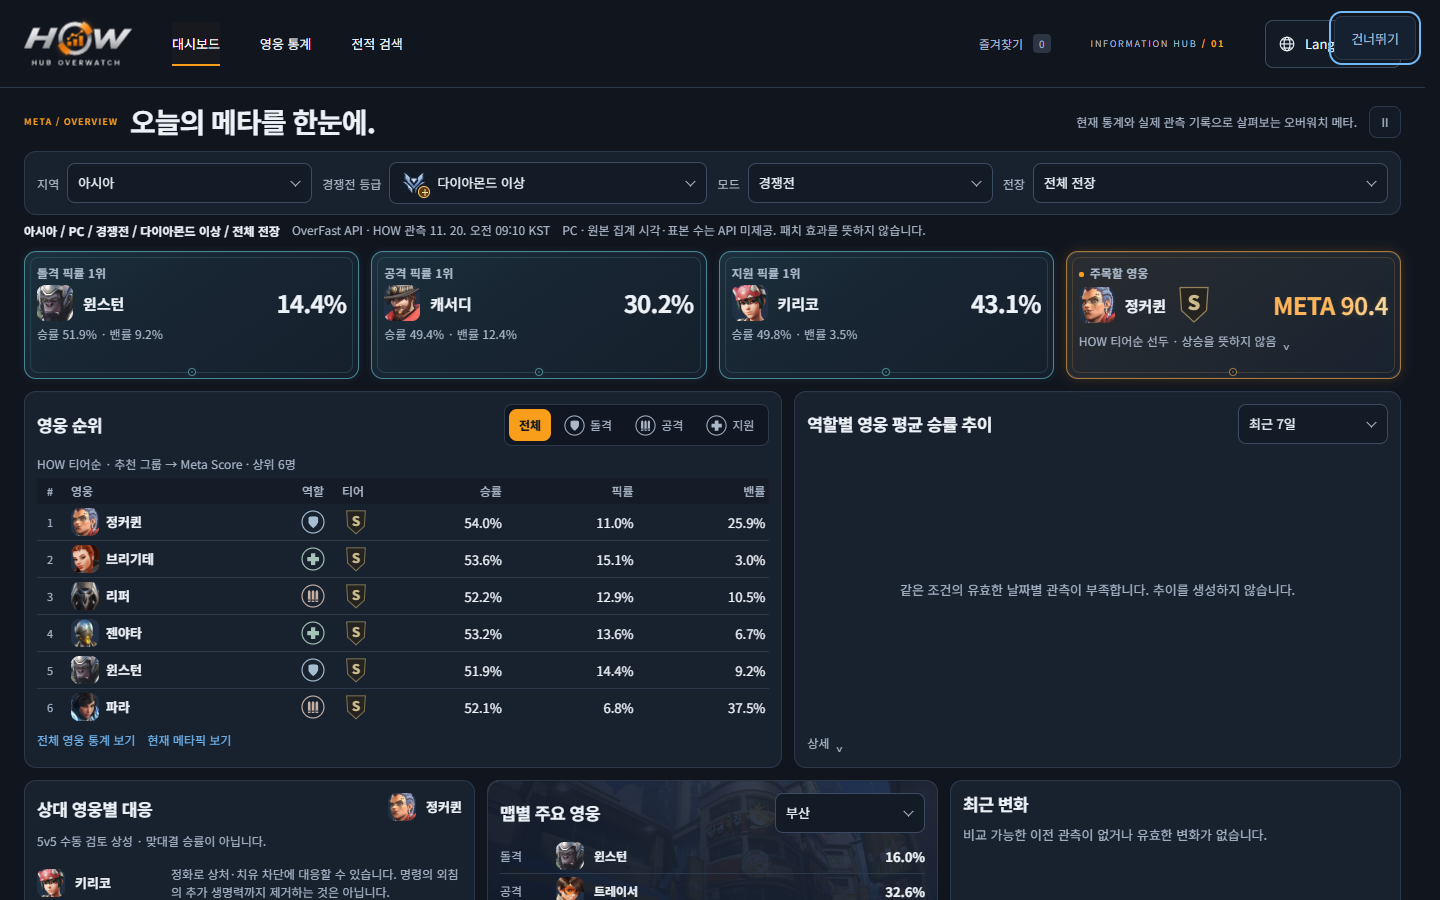 HOW
HUB OVERWATCH
대시보드
영웅 통계
전적 검색
즐겨찾기 0
INFORMATION HUB / 01
Lang
건너뛰기
META / OVERVIEW
오늘의 메타를 한눈에.
현재 통계와 실제 관측 기록으로 살펴보는 오버워치 메타.
지역 아시아
경쟁전 등급 다이아몬드 이상
모드 경쟁전
전장 전체 전장
아시아 / PC / 경쟁전 / 다이아몬드 이상 / 전체 전장 OverFast API · HOW 관측 11. 20. 오전 09:10 KST PC · 원본 집계 시각·표본 수는 API 미제공. 패치 효과를 뜻하지 않습니다.
돌격 픽률 1위
윈스턴 14.4%
승률 51.9% · 밴률 9.2%
공격 픽률 1위
캐서디 30.2%
승률 49.4% · 밴률 12.4%
지원 픽률 1위
키리코 43.1%
승률 49.8% · 밴률 3.5%
주목할 영웅
정커퀸 S META 90.4
HOW 티어순 선두 · 상승을 뜻하지 않음
영웅 순위
전체 돌격 공격 지원
HOW 티어순 · 추천 그룹 → Meta Score · 상위 6명
# 영웅 역할 티어 승률 픽률 밴률
1 정커퀸 S 54.0% 11.0% 25.9%
2 브리기테 S 53.6% 15.1% 3.0%
3 리퍼 S 52.2% 12.9% 10.5%
4 젠야타 S 53.2% 13.6% 6.7%
5 윈스턴 S 51.9% 14.4% 9.2%
6 파라 S 52.1% 6.8% 37.5%
전체 영웅 통계 보기 현재 메타픽 보기
역할별 영웅 평균 승률 추이
최근 7일
같은 조건의 유효한 날짜별 관측이 부족합니다. 추이를 생성하지 않습니다.
상세
상대 영웅별 대응
정커퀸
5v5 수동 검토 상성 · 맞대결 승률이 아닙니다.
키리코
정화로 상처·치유 차단에 대응할 수 있습니다. 명령의 외침
의 추가 생명력까지 제거하는 것은 아닙니다.
맵별 주요 영웅
부산
돌격 윈스턴 16.0%
공격 트레이서 32.6%
최근 변화
비교 가능한 이전 관측이 없거나 유효한 변화가 없습니다.